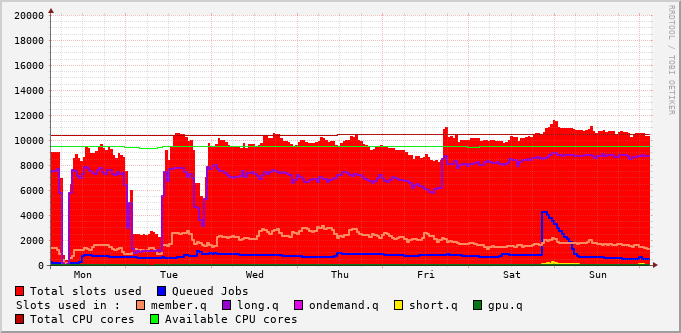 20000
18000
16000
14000
12000
10000
8000
6000
4000
2000
0
Mon Tue Wed Thu Fri Sat Sun
RRDTOOL / TOBI OETIKER
Total slots used Queued Jobs
Slots used in : member.q long.q ondemand.q short.q gpu.q
Total CPU cores Available CPU cores